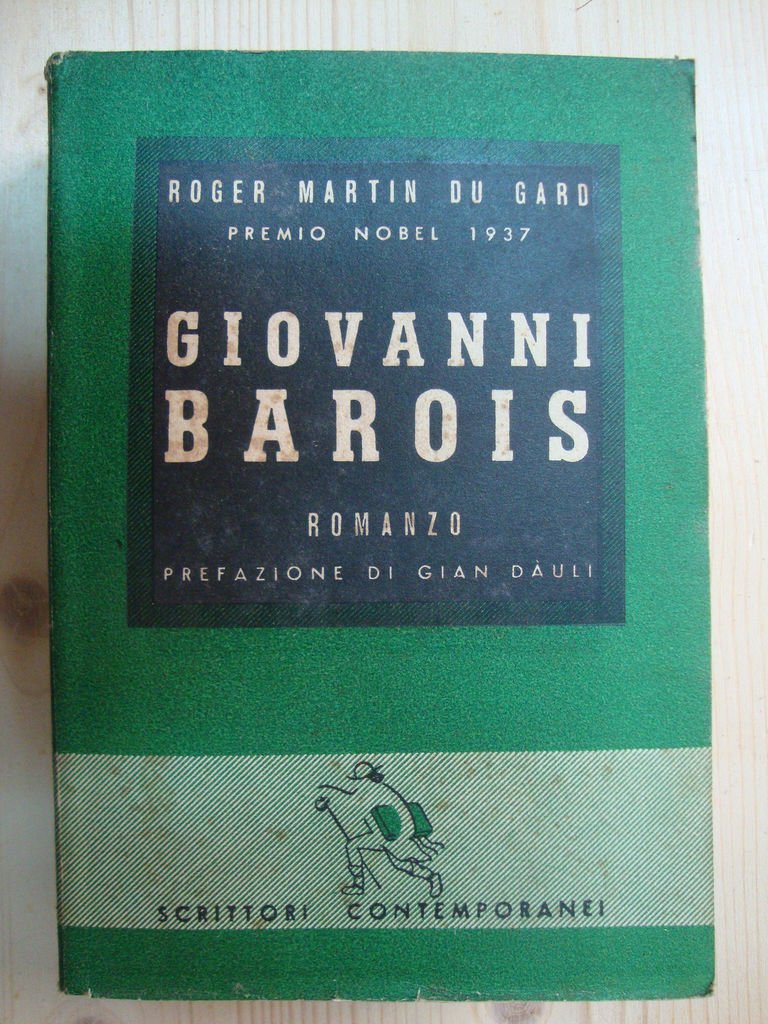 ROGER MARTIN DU GARD
PREMIO NOBEL 1937
GIOVANNI
BAROIS
ROMANZO
PREFAZIONE DI GIAN DÀULI
SCRITTORI CONTEMPORANEI